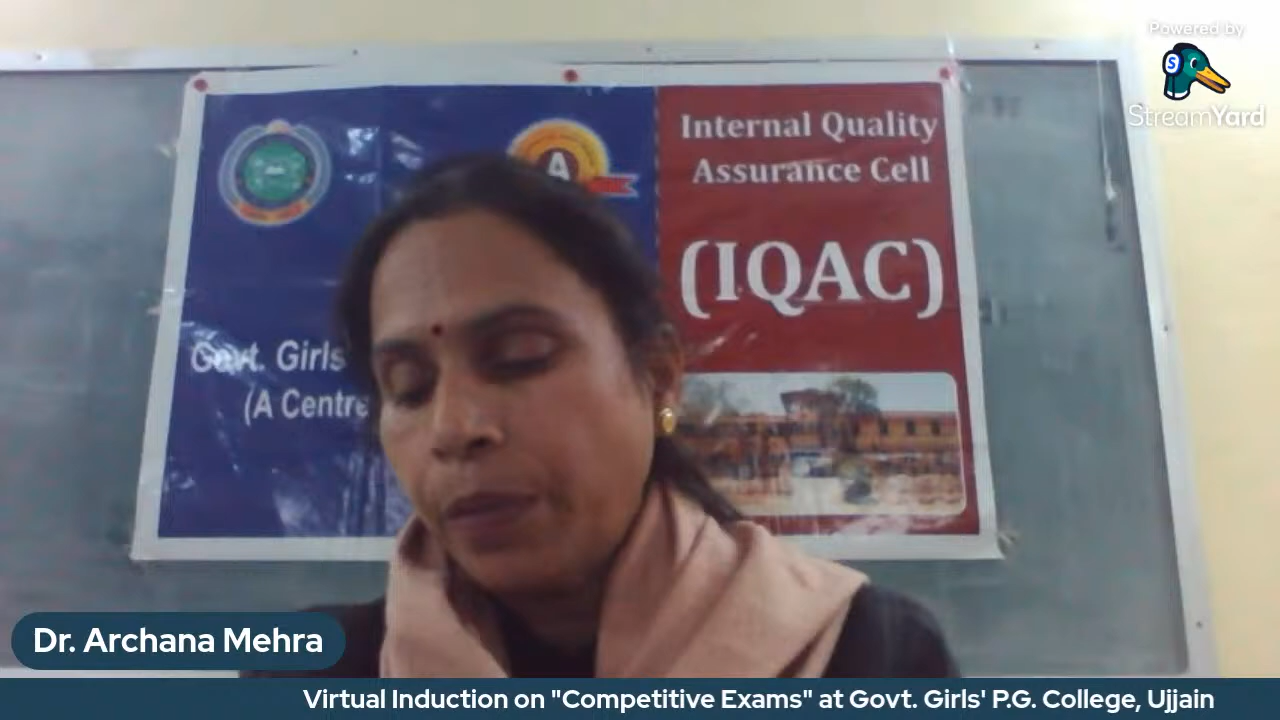 Powered by
S
StreamYard
Internal Quality
Assurance Cell
(IQAC)
A
Govt. Girls
(A Centre
Dr. Archana Mehra
Virtual Induction on "Competitive Exams" at Govt. Girls' P.G. College, Ujjain